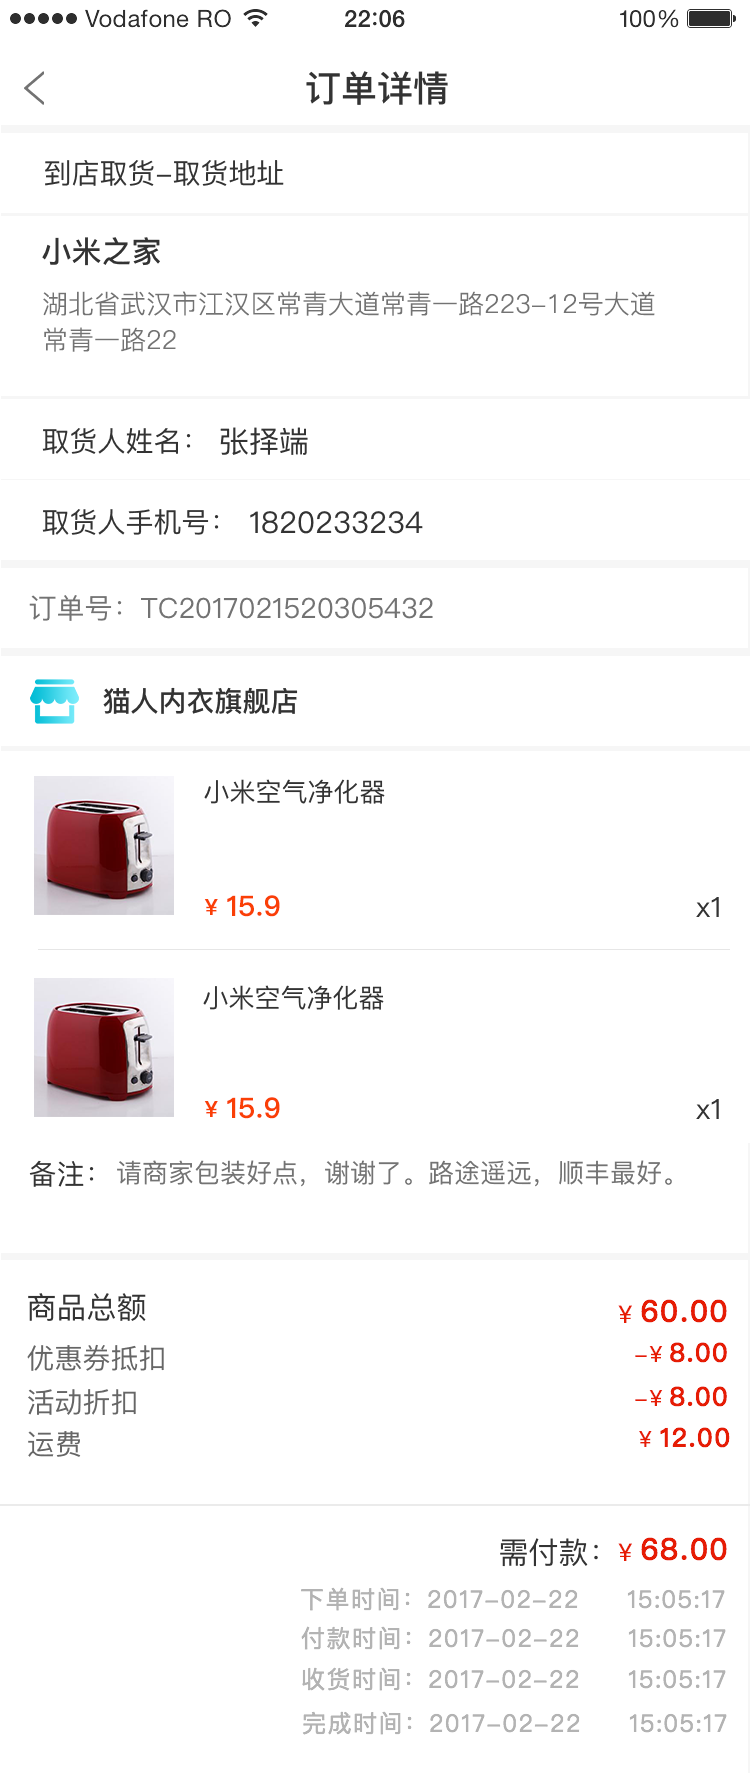 Vodafone RO 22:06 100%
订单详情
到店取货-取货地址
小米之家
湖北省武汉市江汉区常青大道常青一路223-12号大道
常青一路22
取货人姓名: 张择端
取货人手机号: 1820233234
订单号: TC2017021520305432
猫人内衣旗舰店
小米空气净化器
¥ 15.9 x1
小米空气净化器
¥ 15.9 x1
备注: 请商家包装好点，谢谢了。路途遥远，顺丰最好。
商品总额 ¥ 60.00
优惠券抵扣 -¥ 8.00
活动折扣 -¥ 8.00
运费 ¥ 12.00
需付款: ¥ 68.00
下单时间: 2017-02-22 15:05:17
付款时间: 2017-02-22 15:05:17
收货时间: 2017-02-22 15:05:17
完成时间: 2017-02-22 15:05:17